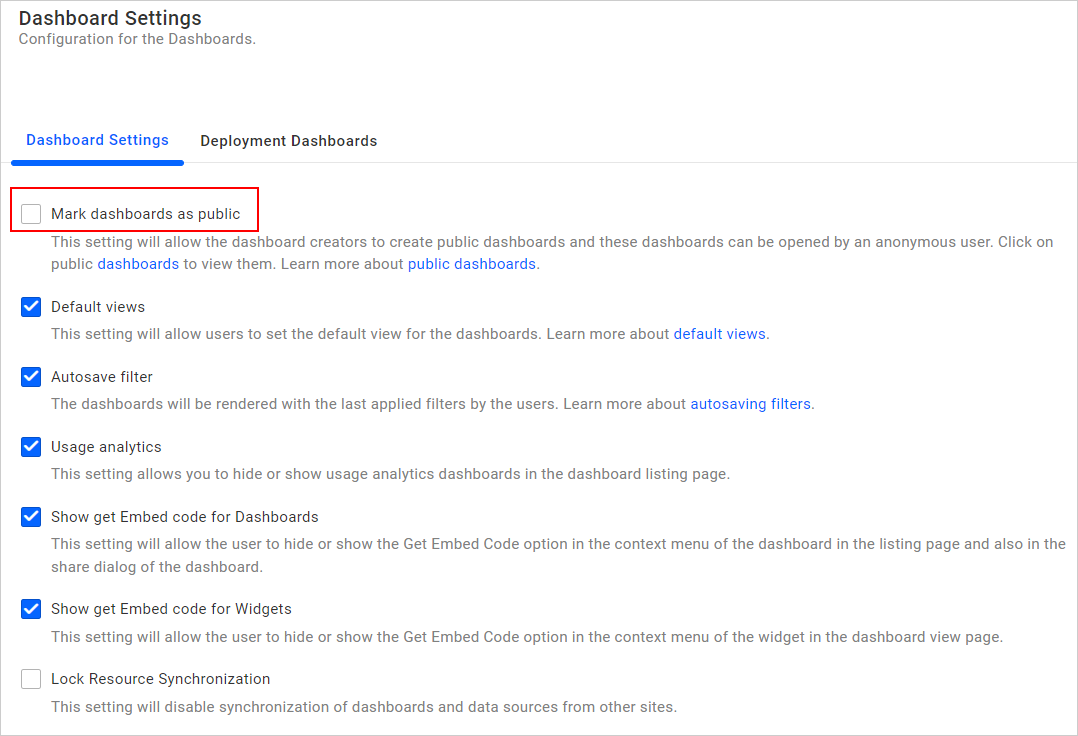 Dashboard Settings
Configuration for the Dashboards.
Dashboard Settings
Deployment Dashboards
Mark dashboards as public
This setting will allow the dashboard creators to create public dashboards and these dashboards can be opened by an anonymous user. Click on
public dashboards to view them. Learn more about public dashboards.
Default views
This setting will allow users to set the default view for the dashboards. Learn more about default views.
Autosave filter
The dashboards will be rendered with the last applied filters by the users. Learn more about autosaving filters.
Usage analytics
This setting allows you to hide or show usage analytics dashboards in the dashboard listing page.
Show get Embed code for Dashboards
This setting will allow the user to hide or show the Get Embed Code option in the context menu of the dashboard in the listing page and also in the
share dialog of the dashboard.
Show get Embed code for Widgets
This setting will allow the user to hide or show the Get Embed Code option in the context menu of the widget in the dashboard view page.
Lock Resource Synchronization
This setting will disable synchronization of dashboards and data sources from other sites.